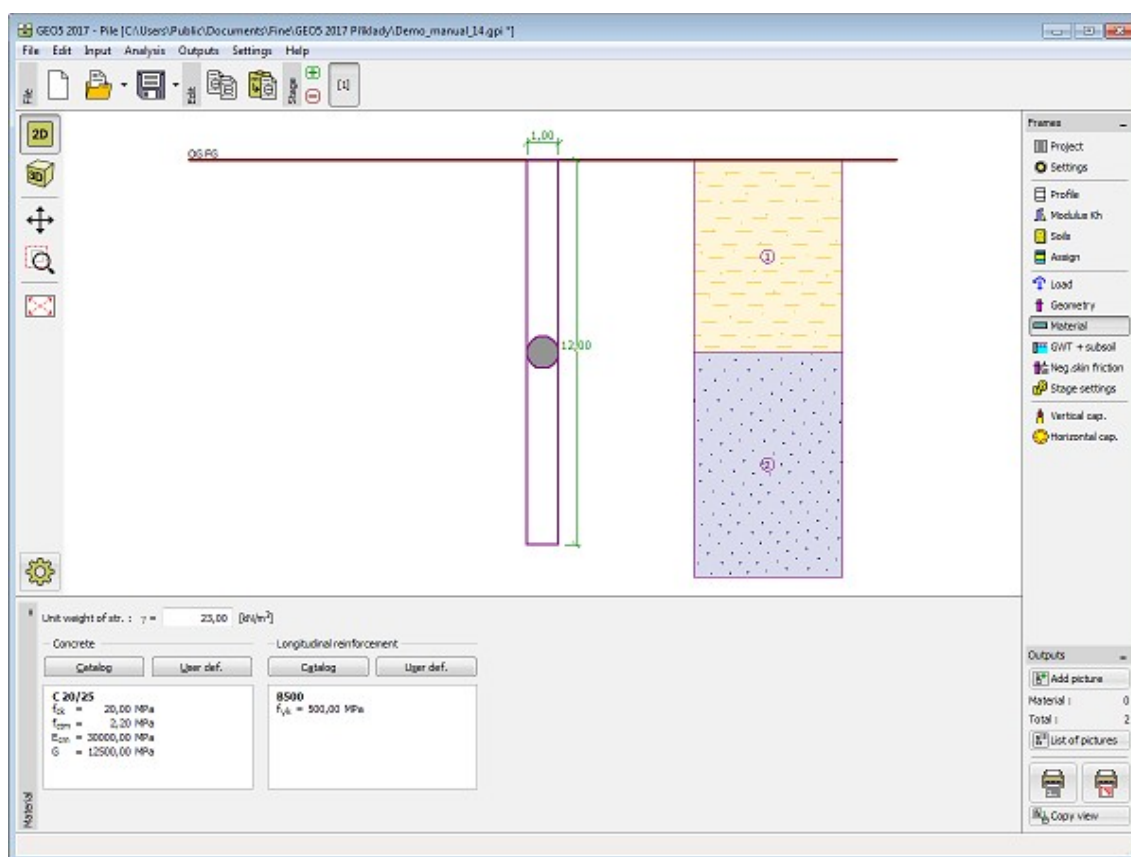 GEO5 2017 - Pile [C:\Users\Public\Documents\Fine\GEO5 2017 Příklady\Demo_manual_14.gpi *]
File Edit Input Analysis Outputs Settings Help
File
Edit
Stage
[1]
2D
3D
OG FG
1,00
12,00
1
2
Frames
Project
Settings
Profile
Modulus Kh
Soils
Assign
Load
Geometry
Material
GWT + subsoil
Neg.skin friction
Stage settings
Vertical cap.
Horizontal cap.
Unit weight of str. : γ = 23,00 [kN/m³]
Concrete
Catalog User def.
C 20/25
fck = 20,00 MPa
fctm = 2,20 MPa
Ecm = 30000,00 MPa
G = 12500,00 MPa
Longitudinal reinforcement
Catalog User def.
B500
fyk = 500,00 MPa
Material
Outputs
Add picture
Material : 0
Total : 2
List of pictures
Copy view